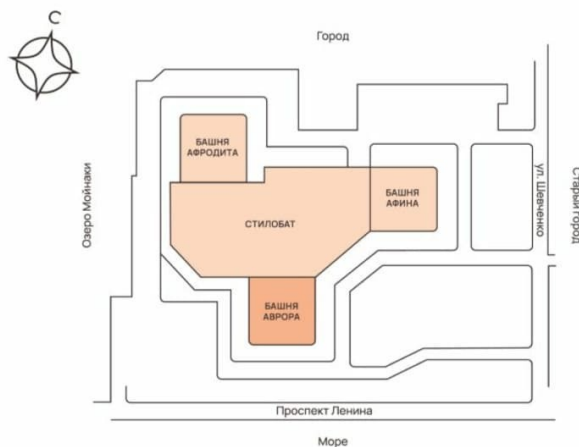 С
Город
БАШНЯ
АФРОДИТА
БАШНЯ
АФИНА
СТИЛОБАТ
БАШНЯ
АВРОРА
Озеро Мойнаки
ул. Шевченко
Старый город
Проспект Ленина
Море